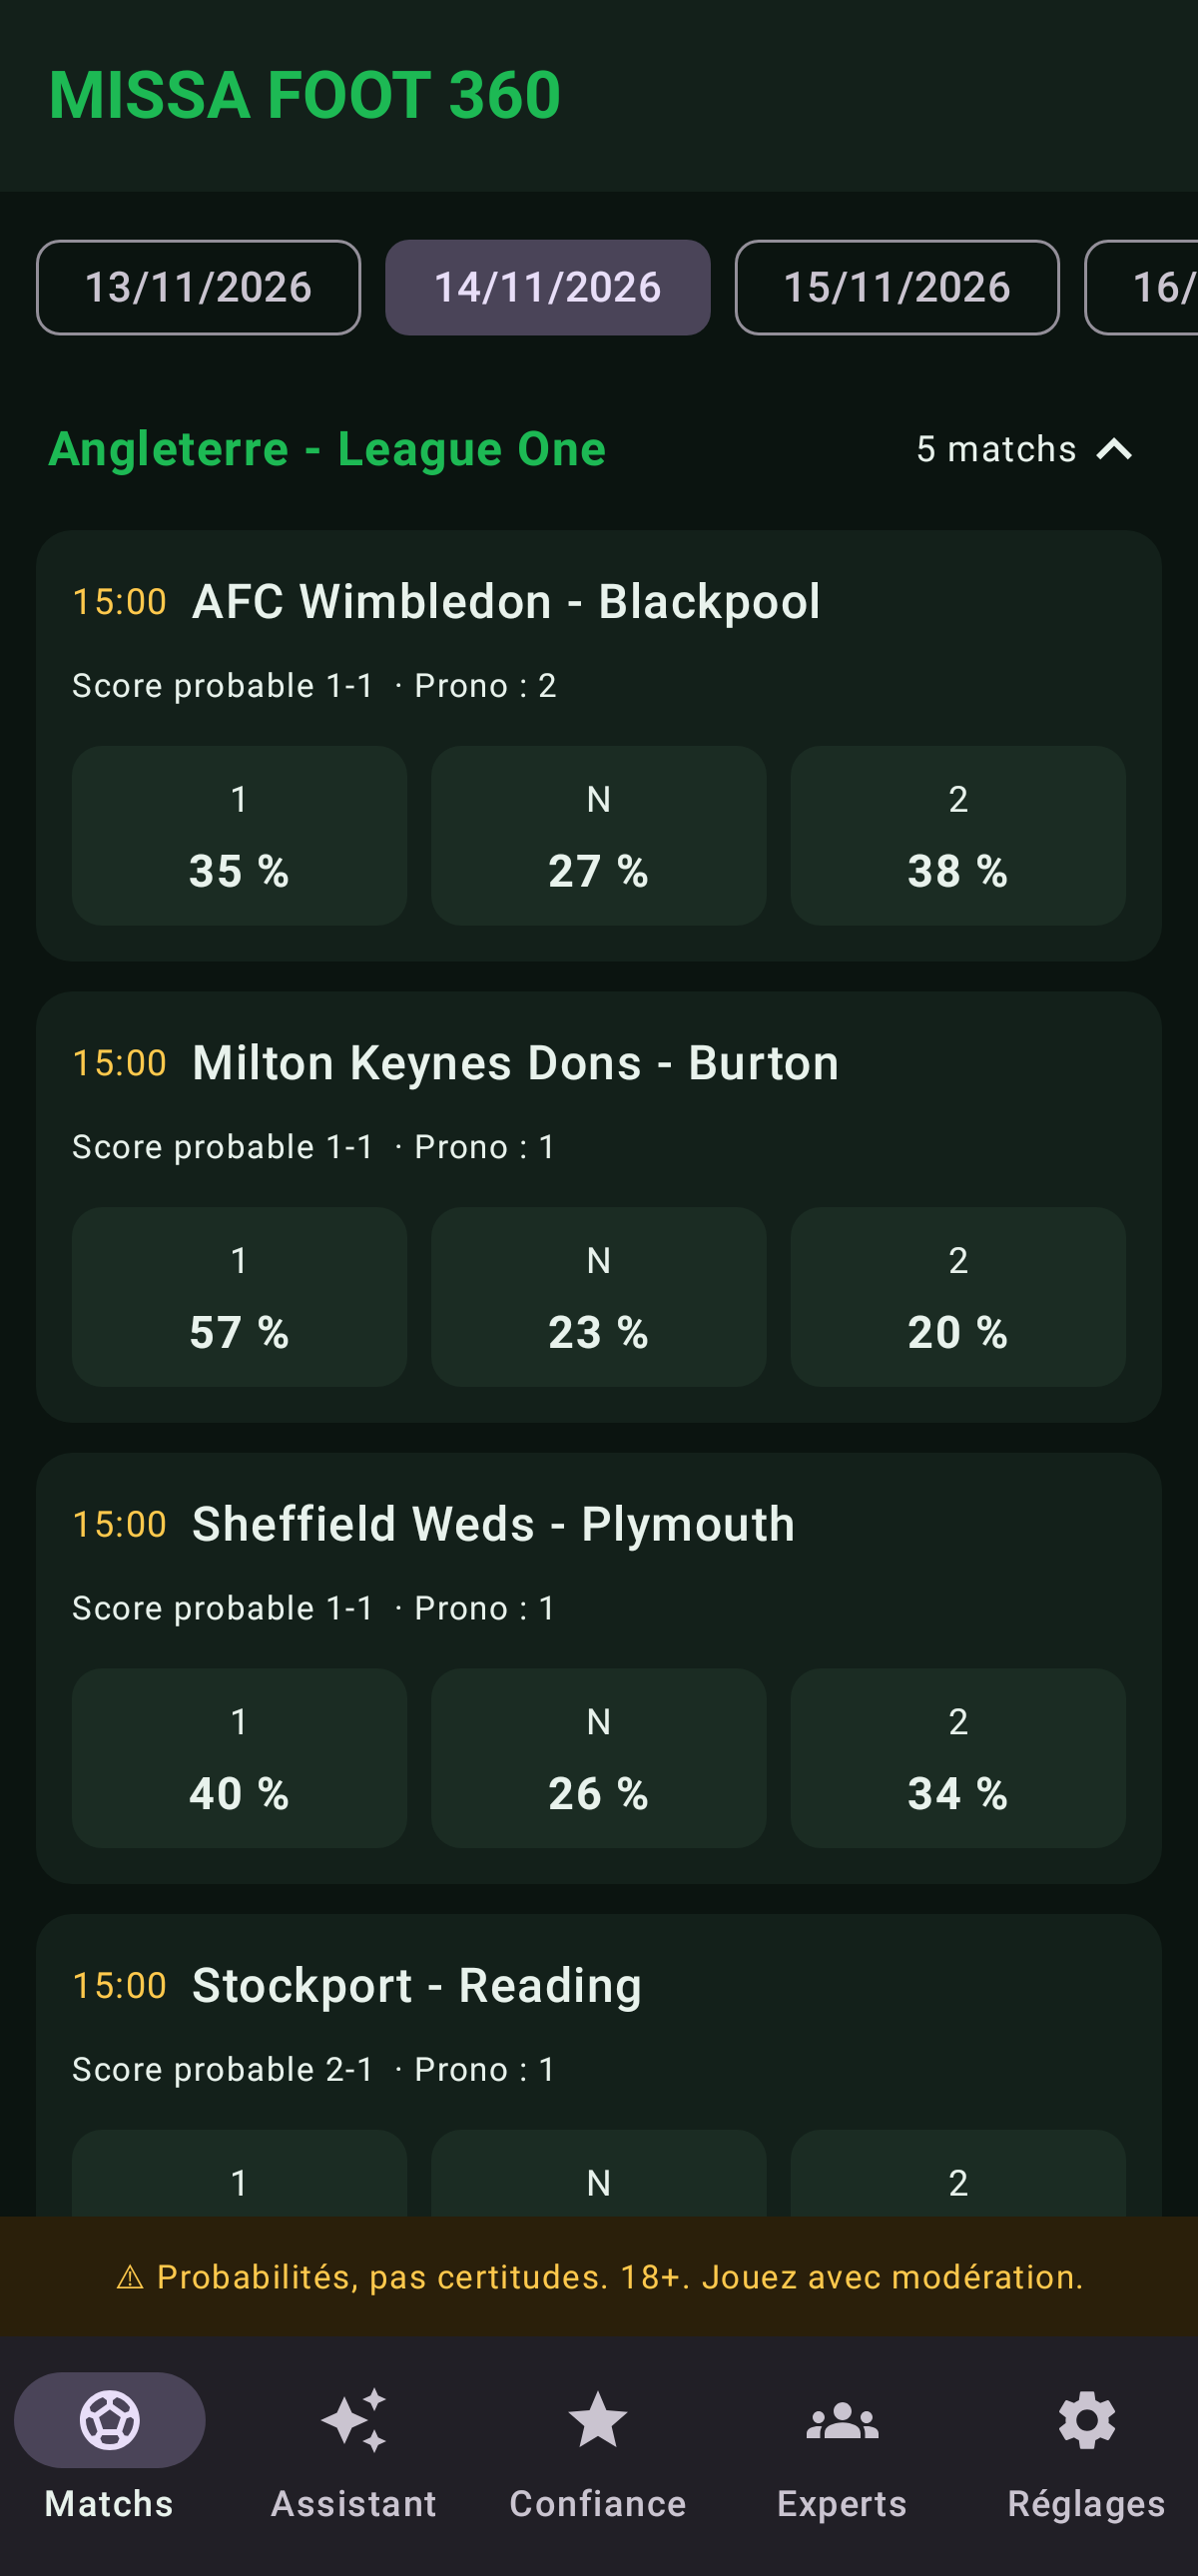 MISSA FOOT 360
13/11/2026 14/11/2026 15/11/2026 16/
Angleterre - League One 5 matchs
15:00 AFC Wimbledon - Blackpool
Score probable 1-1 · Prono : 2
1 N 2
35 % 27 % 38 %
15:00 Milton Keynes Dons - Burton
Score probable 1-1 · Prono : 1
1 N 2
57 % 23 % 20 %
15:00 Sheffield Weds - Plymouth
Score probable 1-1 · Prono : 1
1 N 2
40 % 26 % 34 %
15:00 Stockport - Reading
Score probable 2-1 · Prono : 1
1 N 2
⚠ Probabilités, pas certitudes. 18+. Jouez avec modération.
Matchs Assistant Confiance Experts Réglages